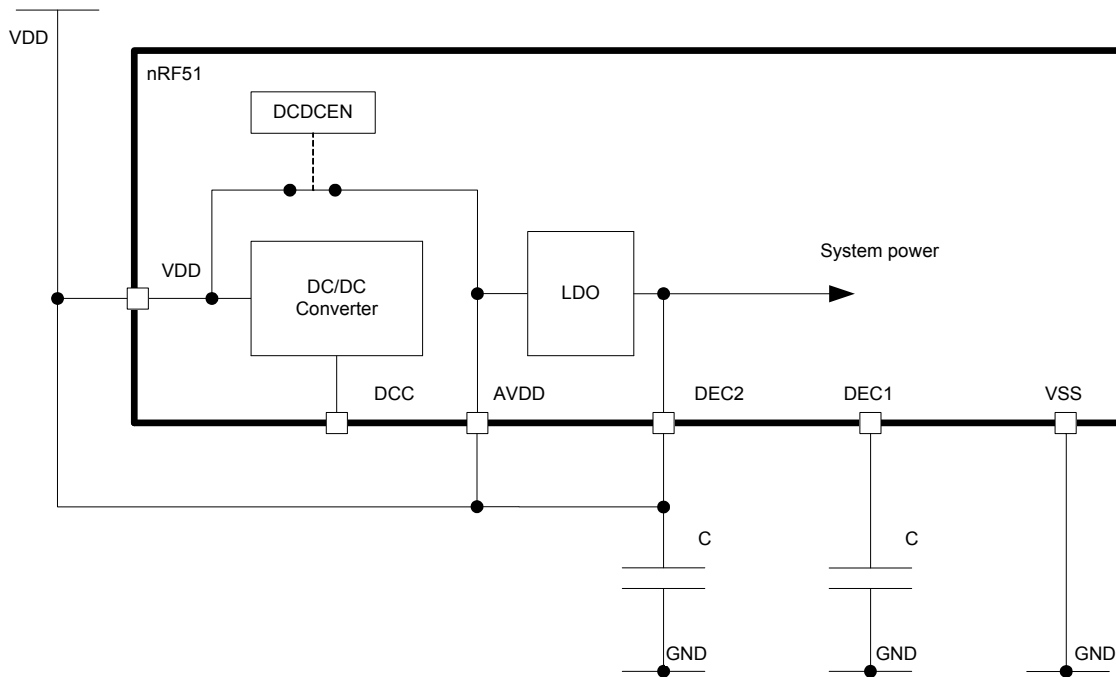 VDD
nRF51
DCDCEN
VDD
DC/DC
Converter
LDO
System power
DCC
AVDD
DEC2
DEC1
VSS
C
C
GND
GND
GND